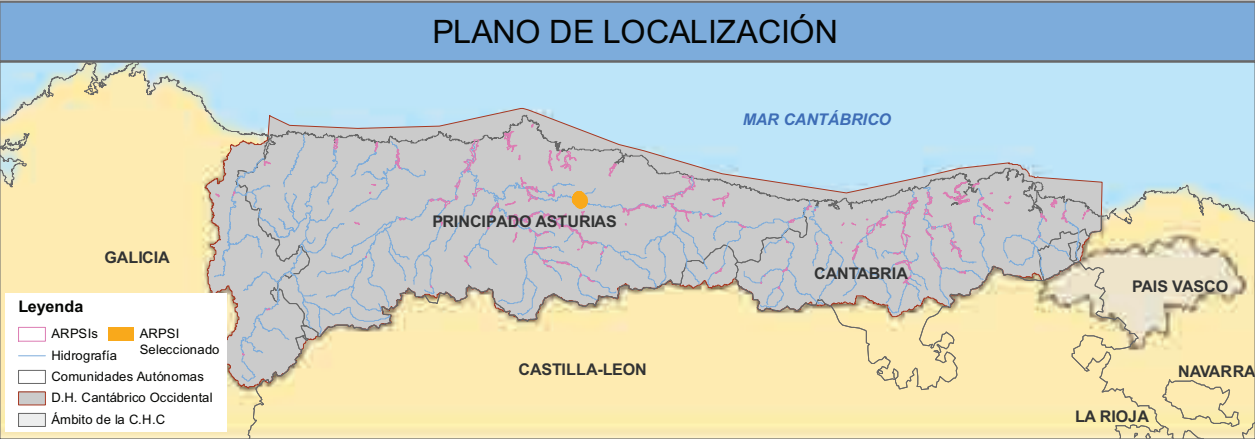 PLANO DE LOCALIZACIÓN
MAR CANTÁBRICO
PRINCIPADO ASTURIAS
GALICIA
CANTABRIA
PAIS VASCO
CASTILLA-LEON
NAVARRA
LA RIOJA
Leyenda
ARPSIs
ARPSI
Seleccionado
Hidrografía
Comunidades Autónomas
D.H. Cantábrico Occidental
Ámbito de la C.H.C